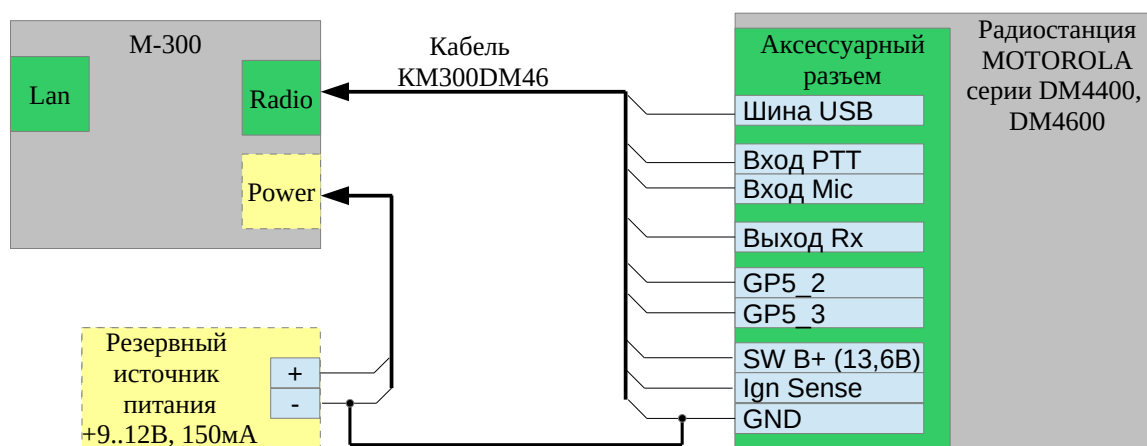 М-300
Lan
Radio
Power
Кабель
КМ300DM46
Резервный
источник
питания
+9..12В, 150мА
+
-
Аксессуарный
разъем
Шина USB
Вход PTT
Вход Mic
Выход Rx
GP5_2
GP5_3
SW B+ (13,6В)
Ign Sense
GND
Радиостанция
MOTOROLA
серии DM4400,
DM4600